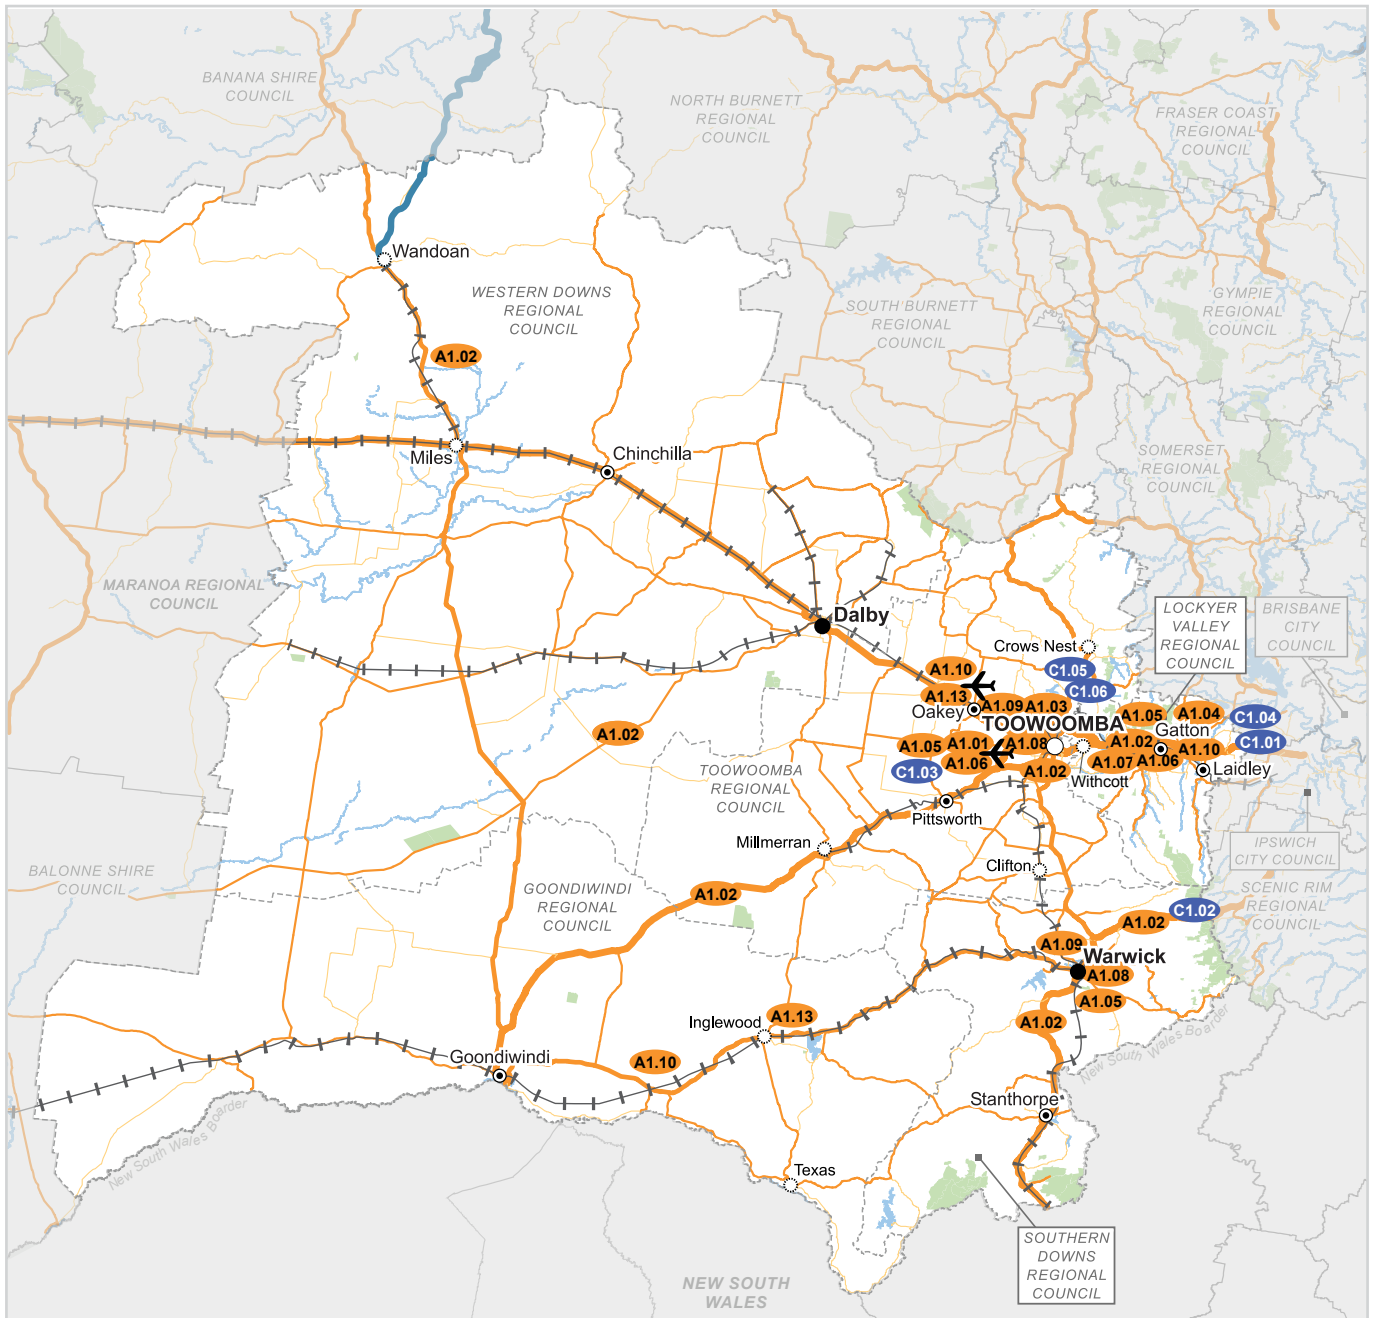 BANANA SHIRE
COUNCIL
NORTH BURNETT
REGIONAL
COUNCIL
FRASER COAST
REGIONAL
COUNCIL
Wandoan
WESTERN DOWNS
REGIONAL
COUNCIL
SOUTH BURNETT
REGIONAL
COUNCIL
GYMPIE
REGIONAL
COUNCIL
A1.02
Miles
Chinchilla
SOMERSET
REGIONAL
COUNCIL
MARANOA REGIONAL
COUNCIL
Dalby
LOCKYER
VALLEY
REGIONAL
COUNCIL
BRISBANE
CITY
COUNCIL
Crows Nest
A1.10
C1.05
C1.06
A1.13
Oakey
A1.09
A1.03
A1.05
A1.04
C1.04
TOOWOOMBA
Gatton
A1.02
A1.05
A1.01
A1.08
A1.02
A1.10
C1.01
C1.03
A1.06
A1.02
A1.07
A1.06
Laidley
Withcott
TOOWOOMBA
REGIONAL
COUNCIL
Pittsworth
Millmerran
Clifton
IPSWICH
CITY COUNCIL
BALONNE SHIRE
COUNCIL
GOONDIWINDI
REGIONAL
COUNCIL
A1.02
SCENIC RIM
REGIONAL
COUNCIL
A1.02
C1.02
A1.09
Warwick
A1.08
A1.05
A1.02
Inglewood
A1.13
New South Wales Boarder
Goondiwindi
A1.10
Stanthorpe
New South Wales Boarder
Texas
SOUTHERN
DOWNS
REGIONAL
COUNCIL
NEW SOUTH
WALES